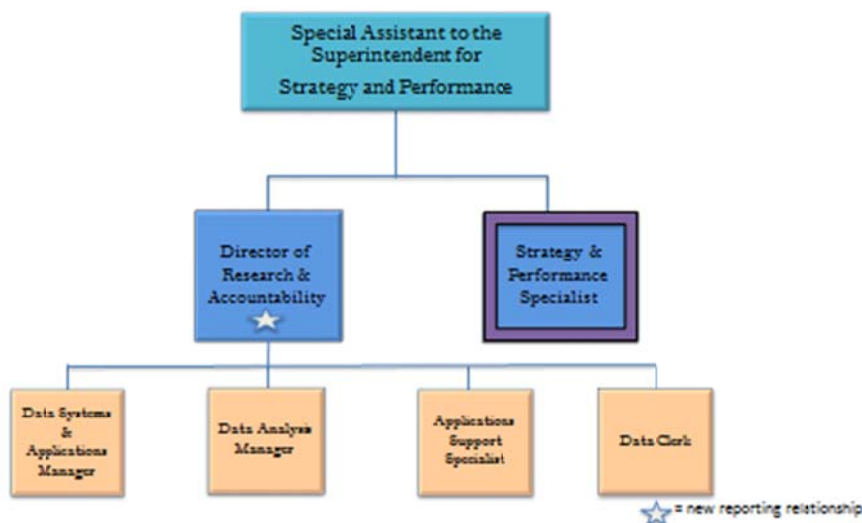 Special Assistant to the
Superintendent for
Strategy and Performance
Director of
Research &
Accountability
Strategy &
Performance
Specialist
Data Systems
&
Applications
Manager
Data Analysis
Manager
Applications
Support
Specialist
Data Clerk
= new reporting relationship